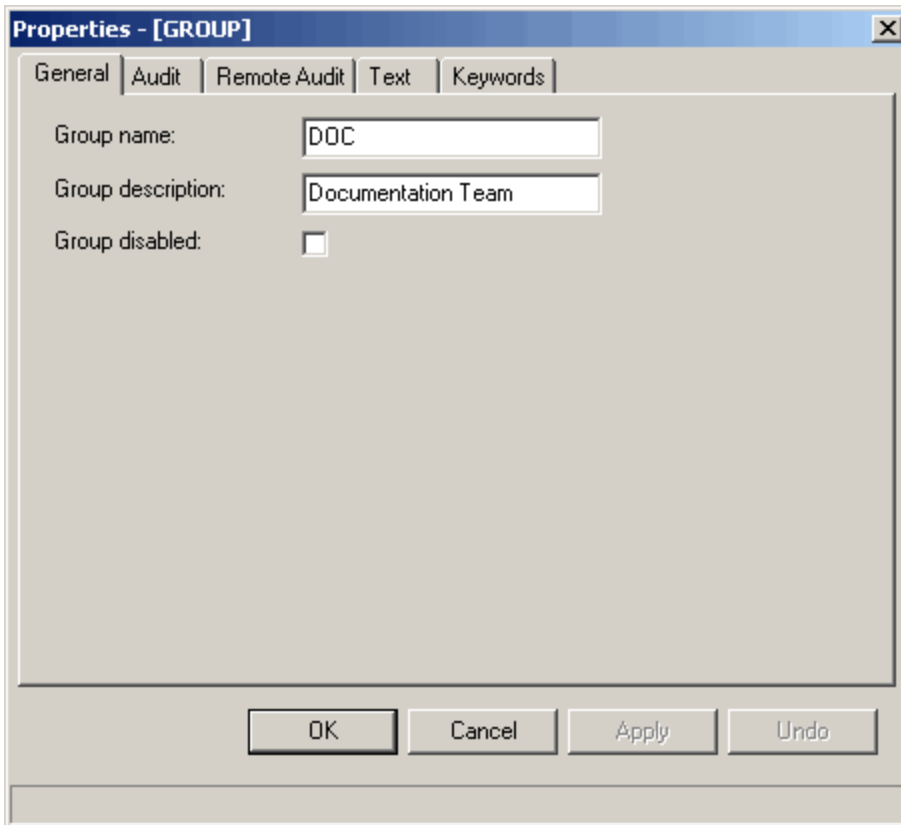 Properties - [GROUP]
General Audit Remote Audit Text Keywords
Group name: DOC
Group description: Documentation Team
Group disabled:
OK Cancel Apply Undo